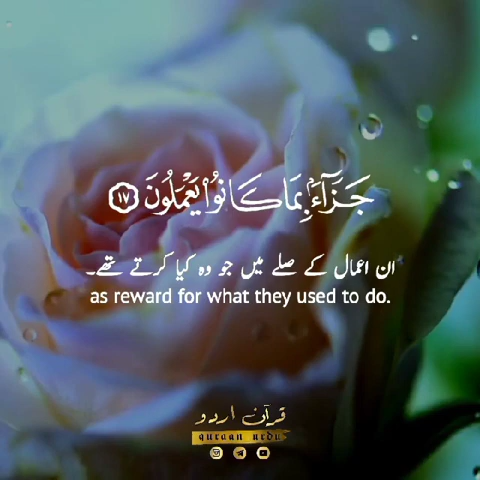 جَزَآءًۢ بِمَا كَانُوا۟ يَعْمَلُونَ ١٧
ان اعمال کے صلے میں جو وہ کیا کرتے تھے۔
as reward for what they used to do.
قرآن اردو
quraan urdu